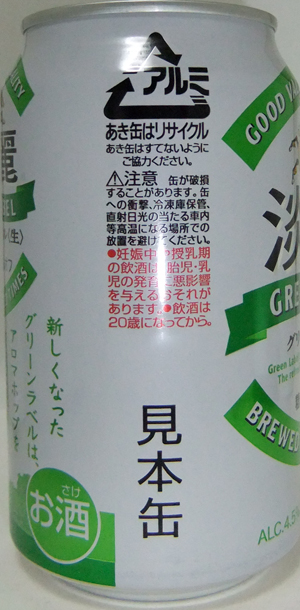 アルミ
あき缶はリサイクル
あき缶はすてないように
ご協力ください。
⚠注意 缶が破損
することがあります。缶
への衝撃、冷凍庫保管、
直射日光の当たる車内
等高温になる場所での
放置を避けてください。
●妊娠中や授乳期
の飲酒は、胎児・乳
児の発育に悪影響
を与えるおそれが
あります。●飲酒は
20歳になってから。
見本缶
新しくなった
グリーンラベルは、
アロマホップを
お酒
さけ
麗
TIMES
GOOD
淡
GRE
Green La
The re
BREWE
ALC.4.5